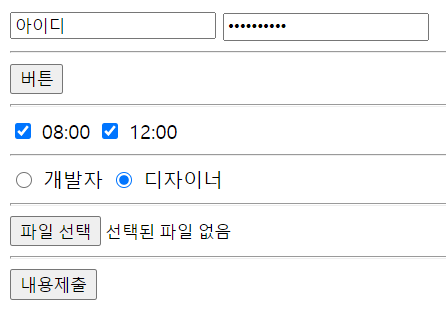 아이디 ••••••••••
버튼
08:00 12:00
개발자 디자이너
파일 선택 선택된 파일 없음
내용제출